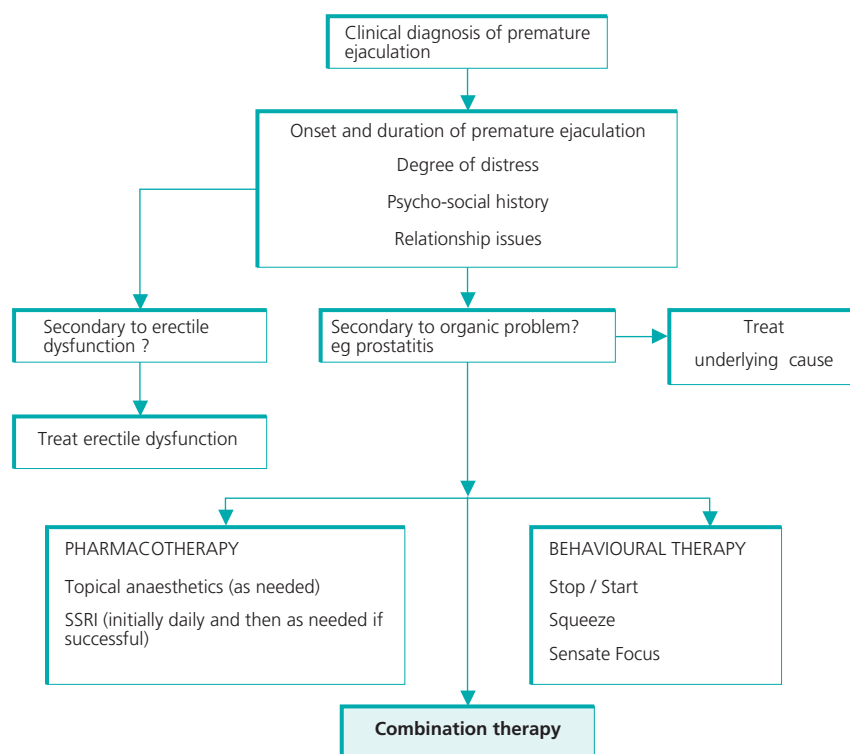 Clinical diagnosis of premature
ejaculation
Onset and duration of premature ejaculation
Degree of distress
Psycho-social history
Relationship issues
Secondary to erectile
dysfunction ?
Secondary to organic problem?
eg prostatitis
Treat
underlying cause
Treat erectile dysfunction
PHARMACOTHERAPY
Topical anaesthetics (as needed)
SSRI (initially daily and then as needed if
successful)
BEHAVIOURAL THERAPY
Stop / Start
Squeeze
Sensate Focus
Combination therapy